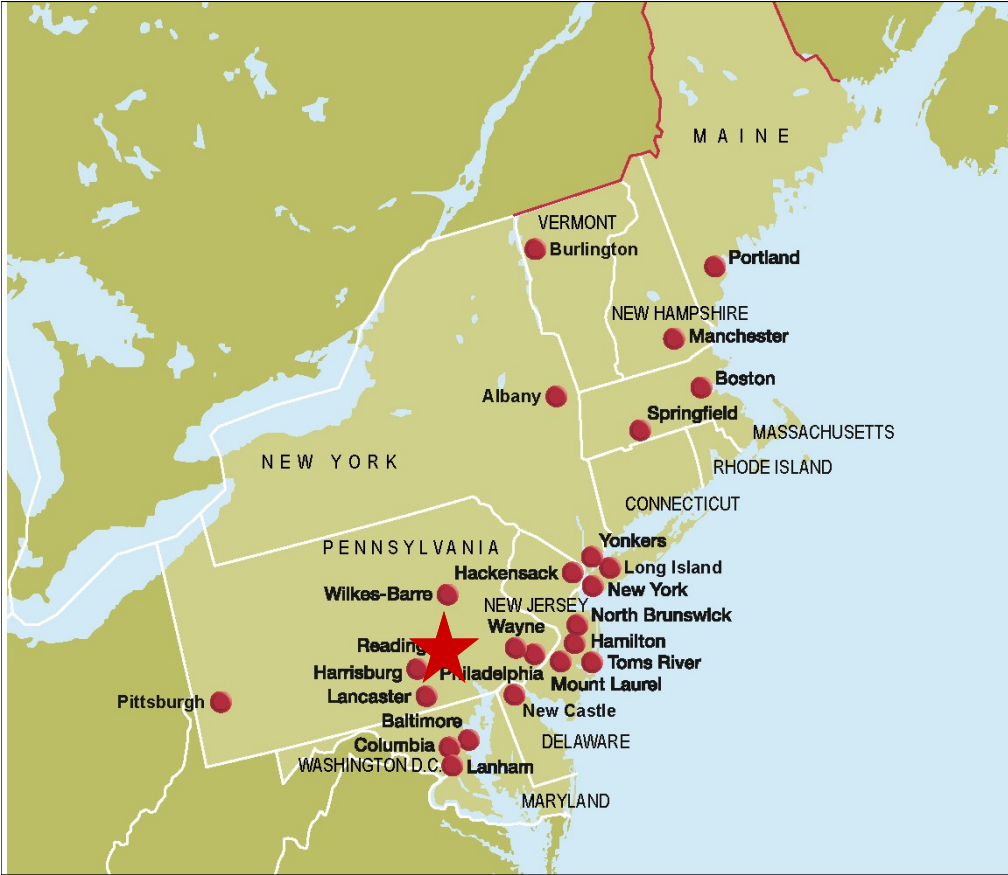 MAINE
VERMONT
Burlington
Portland
NEW HAMPSHIRE
Manchester
Boston
Albany
Springfield
MASSACHUSETTS
NEW YORK
RHODE ISLAND
CONNECTICUT
Yonkers
PENNSYLVANIA
Long Island
Hackensack
New York
Wilkes-Barre
NEW JERSEY
North Brunswick
Wayne
Hamilton
Reading
Toms River
Harrisburg
Philadelphia
Mount Laurel
Lancaster
Pittsburgh
New Castle
Baltimore
DELAWARE
Columbia
WASHINGTON D.C.
Lanham
MARYLAND